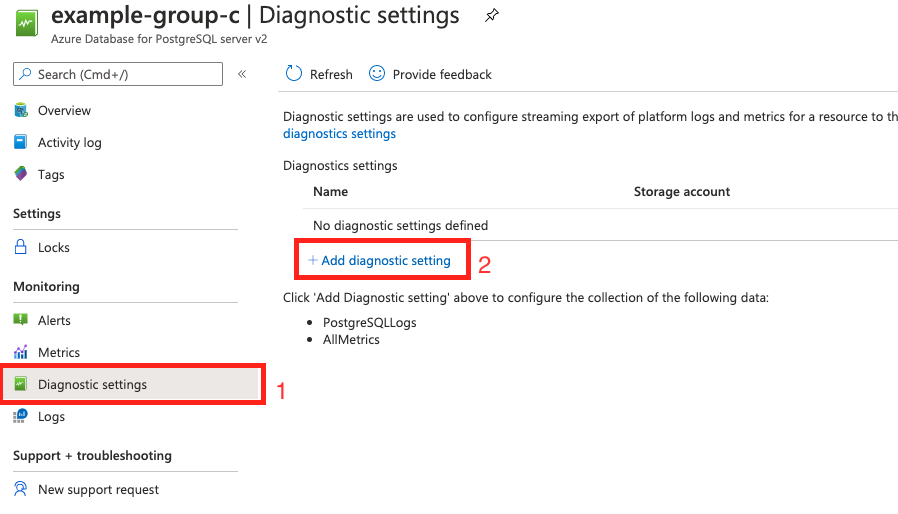 example-group-c | Diagnostic settings
Azure Database for PostgreSQL server v2
Search (Cmd+/)
«
Overview
Activity log
Tags
Settings
Locks
Monitoring
Alerts
Metrics
Diagnostic settings
1
Logs
Support + troubleshooting
New support request
Refresh
Provide feedback
Diagnostic settings are used to configure streaming export of platform logs and metrics for a resource to th
diagnostics settings
Diagnostics settings
Name Storage account
No diagnostic settings defined
+ Add diagnostic setting
2
Click 'Add Diagnostic setting' above to configure the collection of the following data:
• PostgreSQLLogs
• AllMetrics